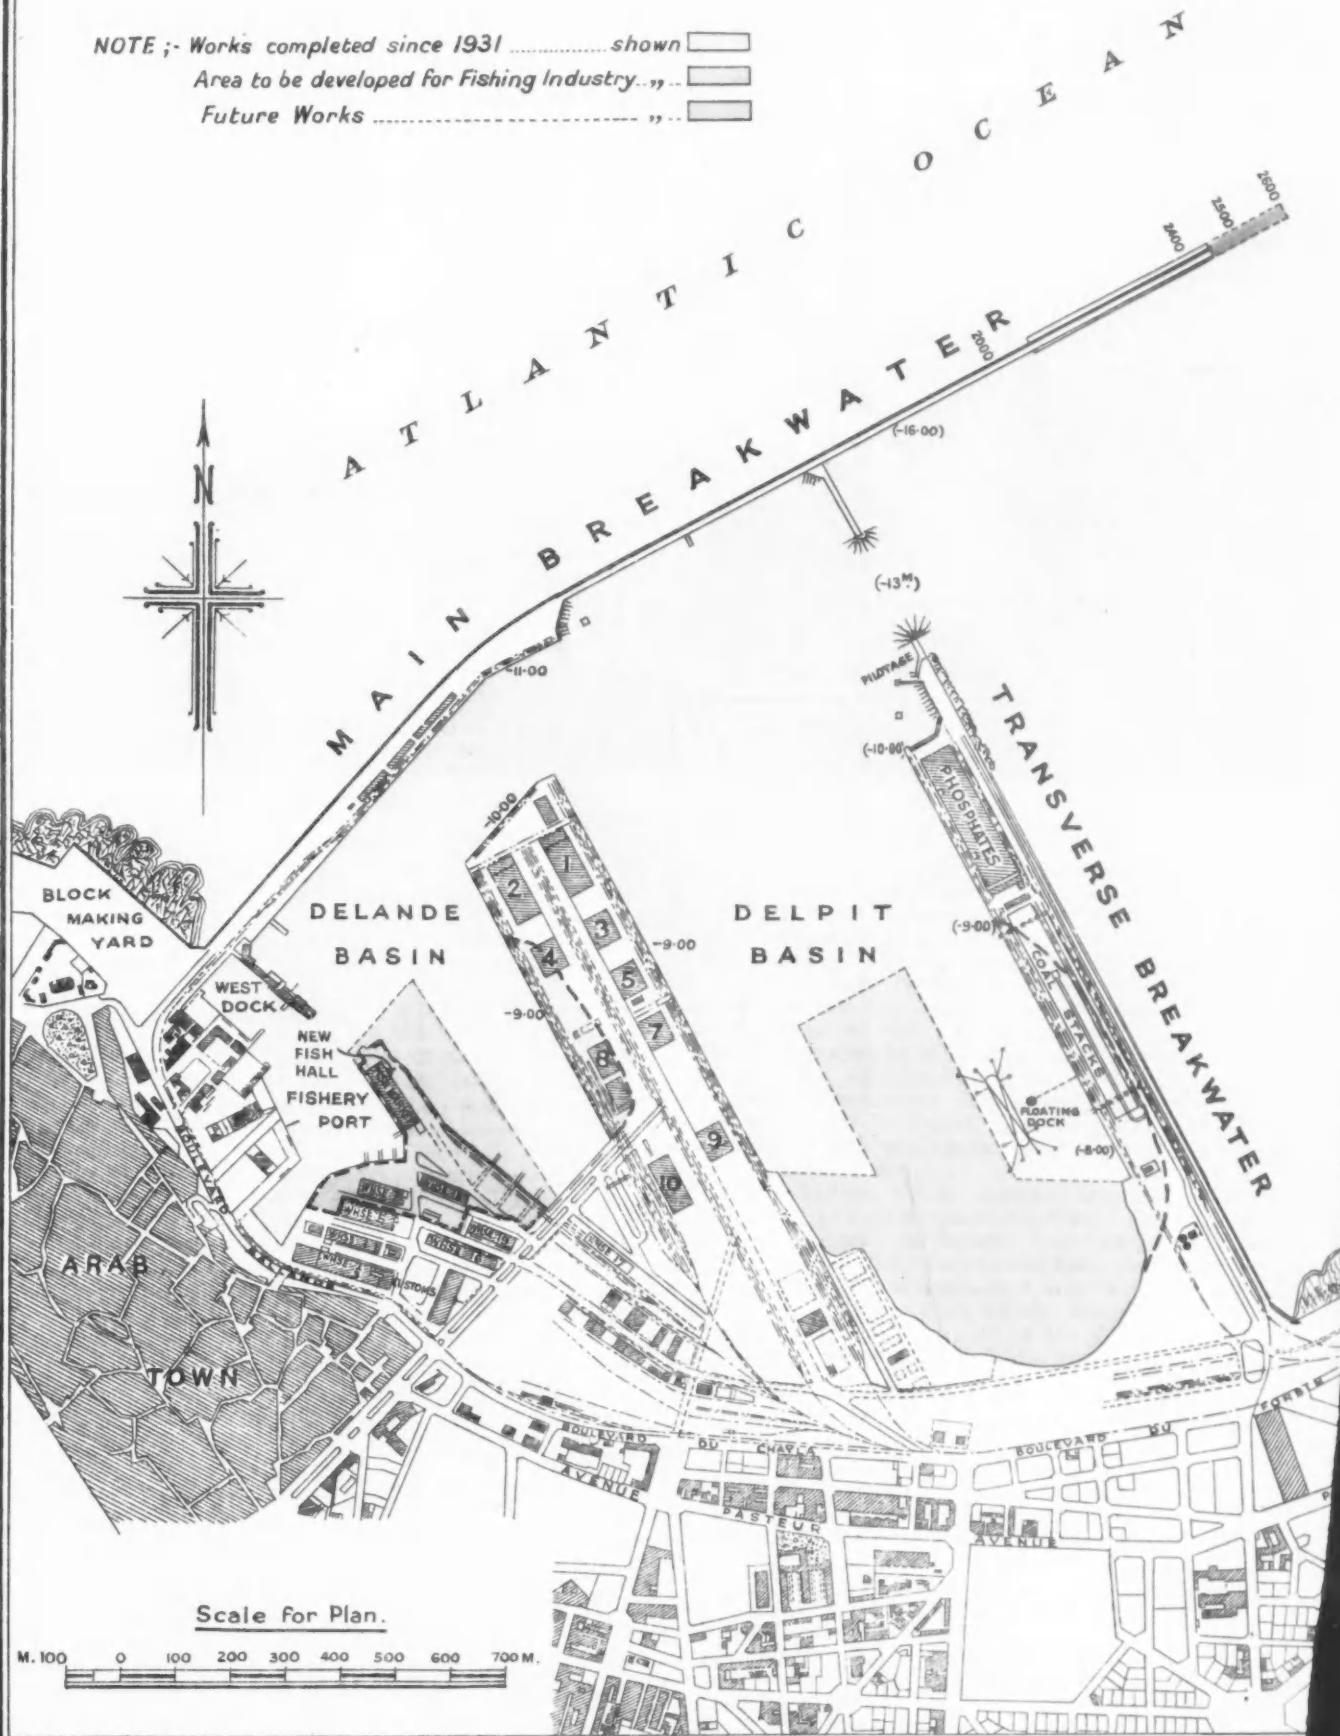 NOTE ;- Works completed since 1931 .............. shown
Area to be developed for Fishing Industry..,,..
Future Works ------------------------------ ,,..
ATLANTIC OCEAN
2600
2500
2400
MAIN BREAKWATER
2000
(-16·00)
N
(-13M.)
-11·00
PILOTAGE
(-10·00)
TRANSVERSE BREAKWATER
PHOSPHATES
-10·00
BLOCK
MAKING
YARD
DELANDE
BASIN
DELPIT
BASIN
1
2
3
4
5
7
8
9
10
-9·00
-9·00
(-9·00)
COAL STACKS
WEST
DOCK
NEW
FISH
HALL
FISHERY
PORT
FLOATING
DOCK
(-8·00)
BOULEVARD
BALLANDE
CUSTOMS
ARAB
TOWN
BOULEVARD DU CHAYLA
BOULEVARD DU
AVENUE
PASTEUR
AVENUE
Scale for Plan.
M. 100 0 100 200 300 400 500 600 700 M.